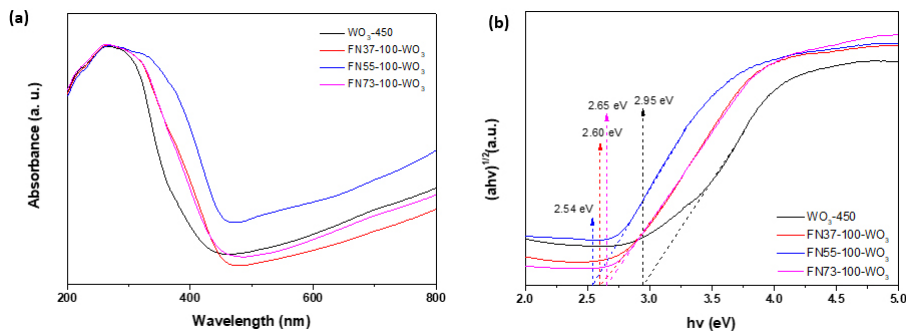 (a)
Absorbance (a. u.)
WO₃-450
FN37-100-WO₃
FN55-100-WO₃
FN73-100-WO₃
200 400 600 800
Wavelength (nm)
(b)
(ahv)^1/2(a.u.)
2.65 eV
2.95 eV
2.60 eV
2.54 eV
WO₃-450
FN37-100-WO₃
FN55-100-WO₃
FN73-100-WO₃
2.0 2.5 3.0 3.5 4.0 4.5 5.0
hv (eV)